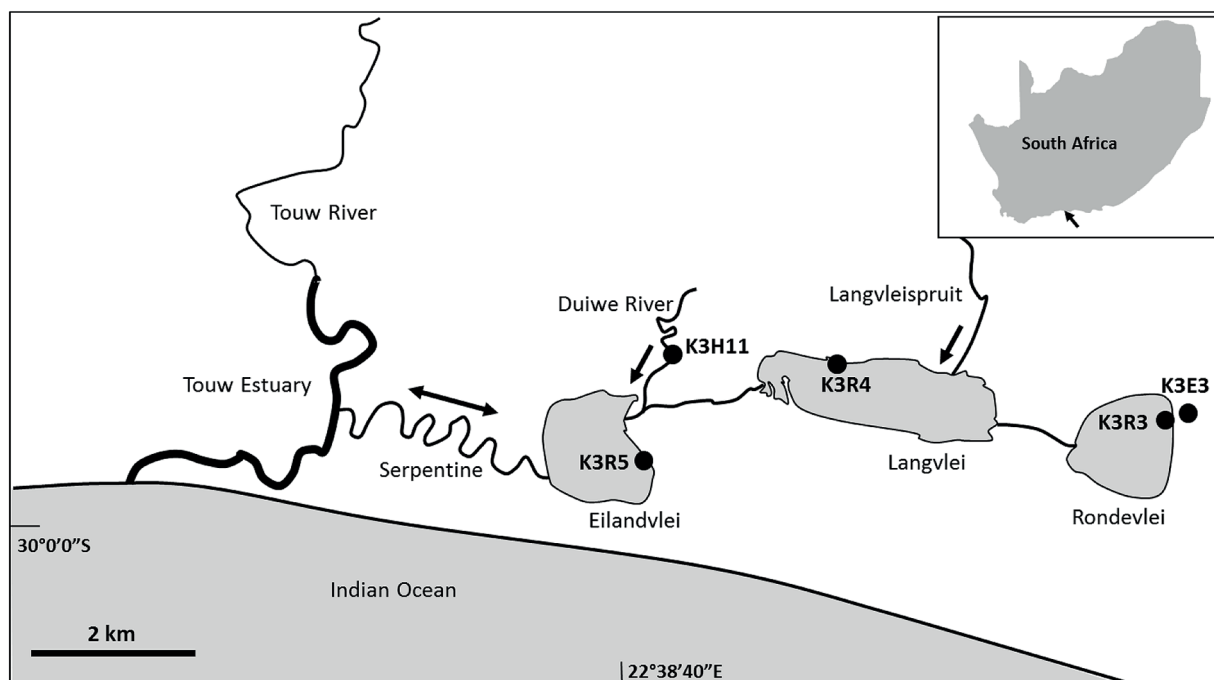 South Africa
Touw River
Duiwe River
Langvleispruit
K3H11
Touw Estuary
K3R4
K3E3
K3R3
Serpentine
K3R5
Langvlei
Eilandvlei
Rondevlei
30°0'0”S
Indian Ocean
2 km
22°38'40”E